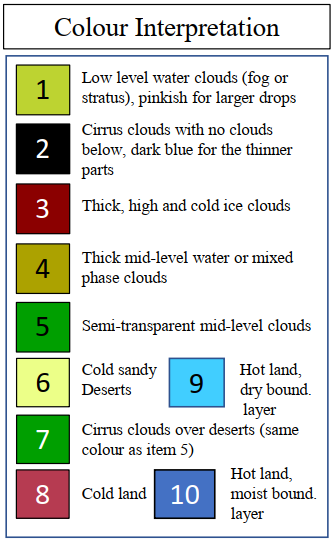 Colour Interpretation
1
Low level water clouds (fog or
stratus), pinkish for larger drops
2
Cirrus clouds with no clouds
below, dark blue for the thinner
parts
3
Thick, high and cold ice clouds
4
Thick mid-level water or mixed
phase clouds
5
Semi-transparent mid-level clouds
6
Cold sandy
Deserts
9
Hot land,
dry bound.
layer
7
Cirrus clouds over deserts (same
colour as item 5)
8
Cold land
10
Hot land,
moist bound.
layer